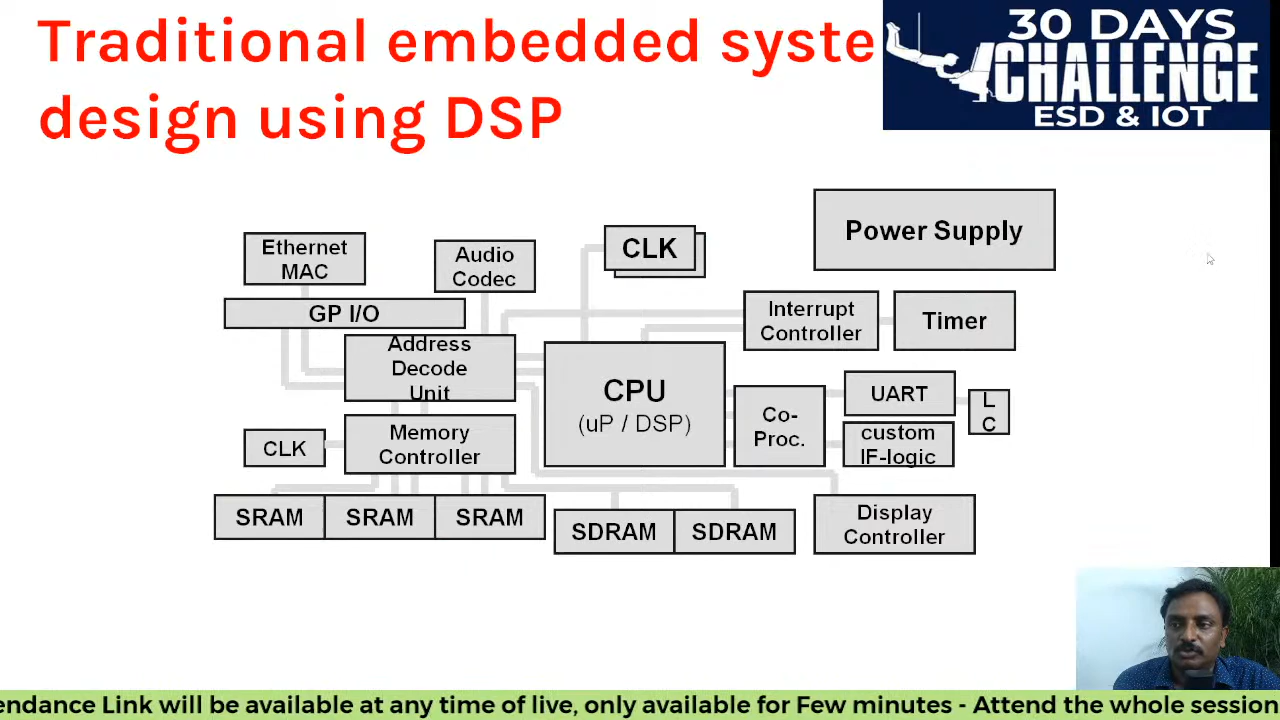 Traditional embedded syste
design using DSP
30 DAYS
CHALLENGE
ESD & IOT
Power Supply
Ethernet
MAC
Audio
Codec
CLK
GP I/O
Interrupt
Controller
Timer
Address
Decode
Unit
CPU
(uP / DSP)
Co-
Proc.
UART
L
C
custom
IF-logic
CLK
Memory
Controller
SRAM
SRAM
SRAM
SDRAM
SDRAM
Display
Controller
endance Link will be available at any time of live, only available for Few minutes - Attend the whole session